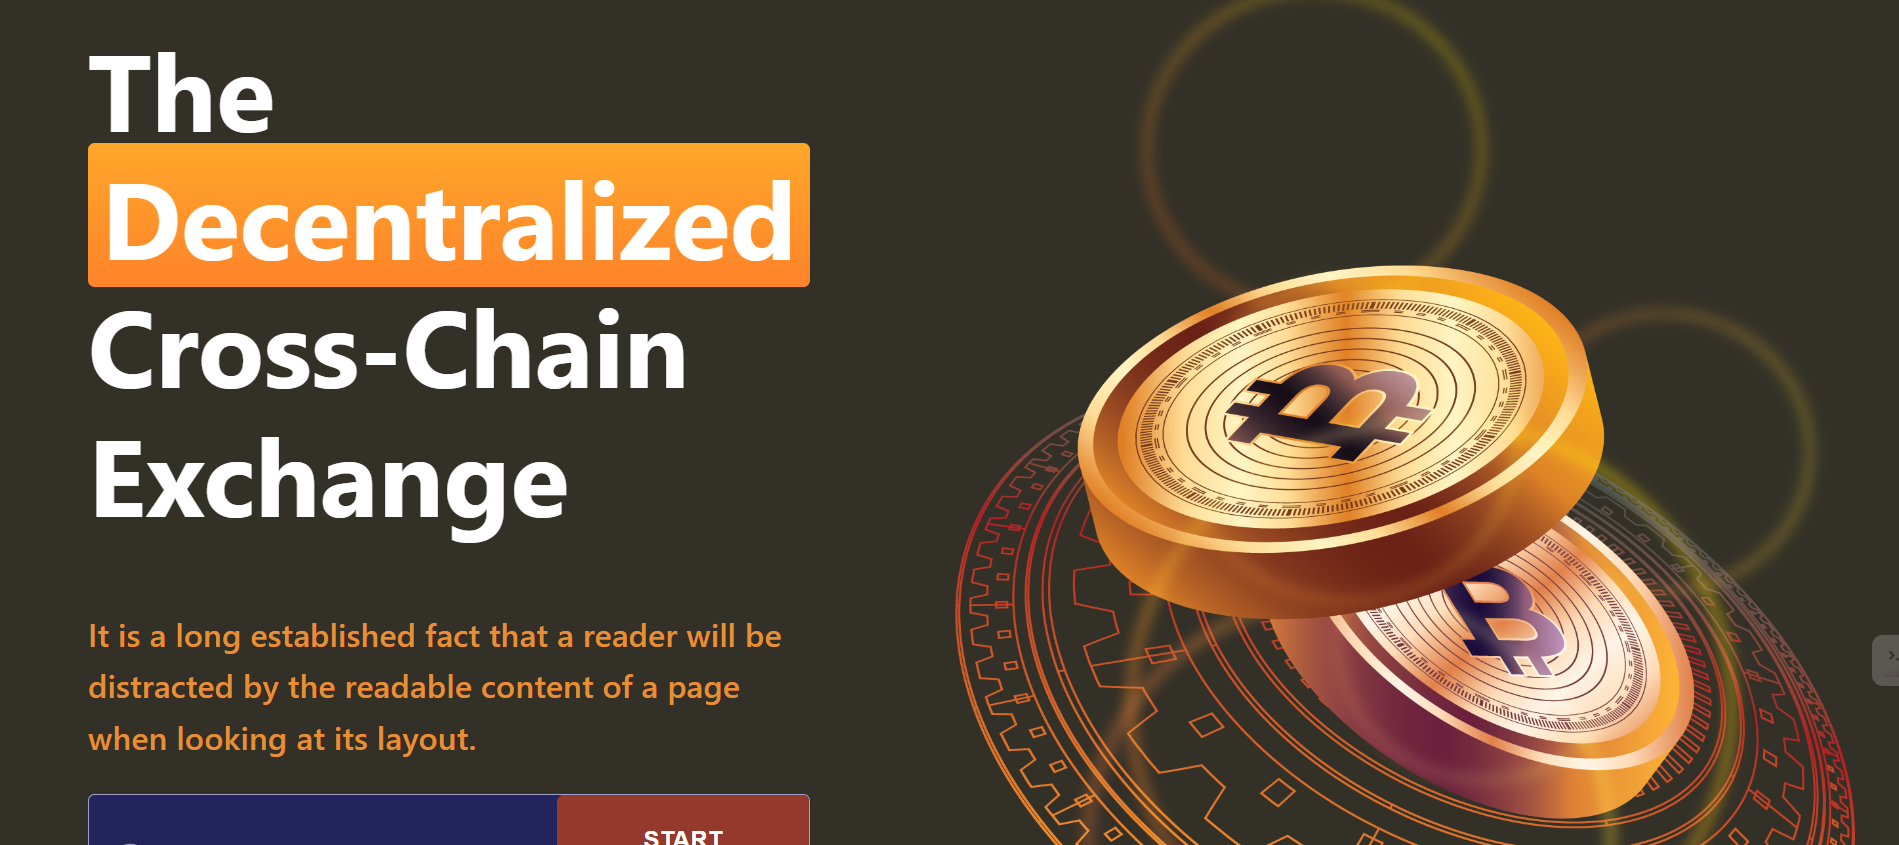 The
Decentralized
Cross-Chain
Exchange
It is a long established fact that a reader will be
distracted by the readable content of a page
when looking at its layout.
START